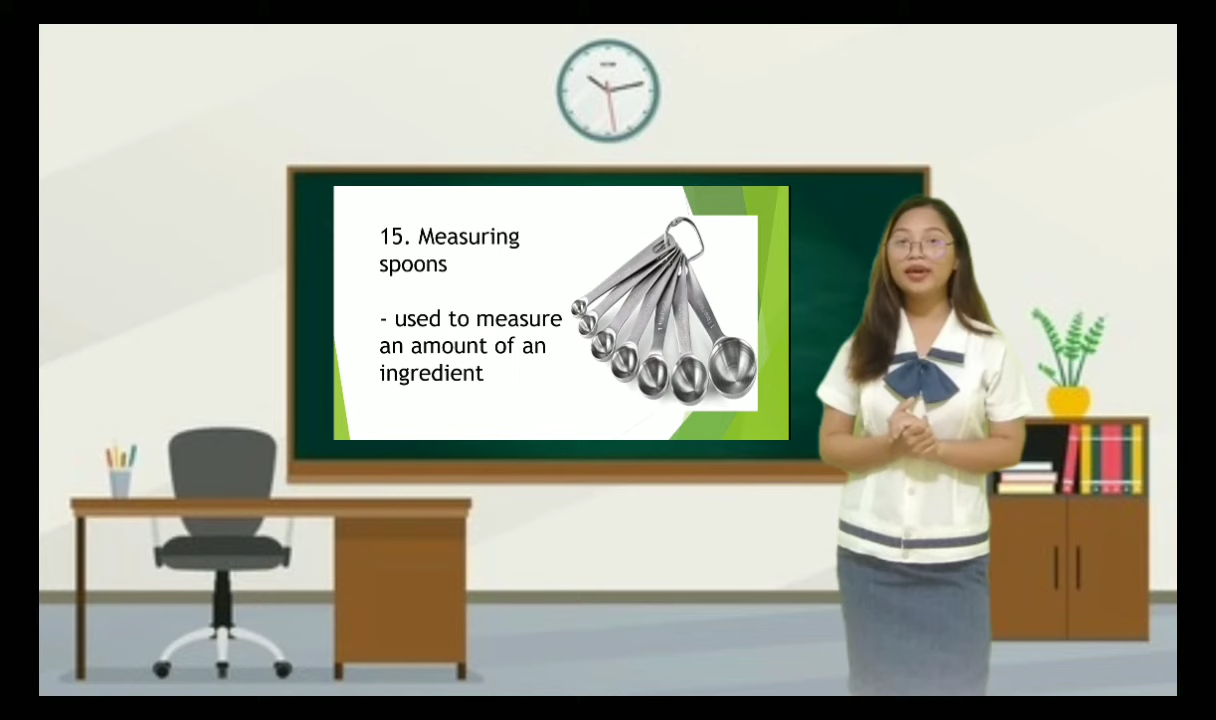 15. Measuring
spoons
- used to measure
an amount of an
ingredient